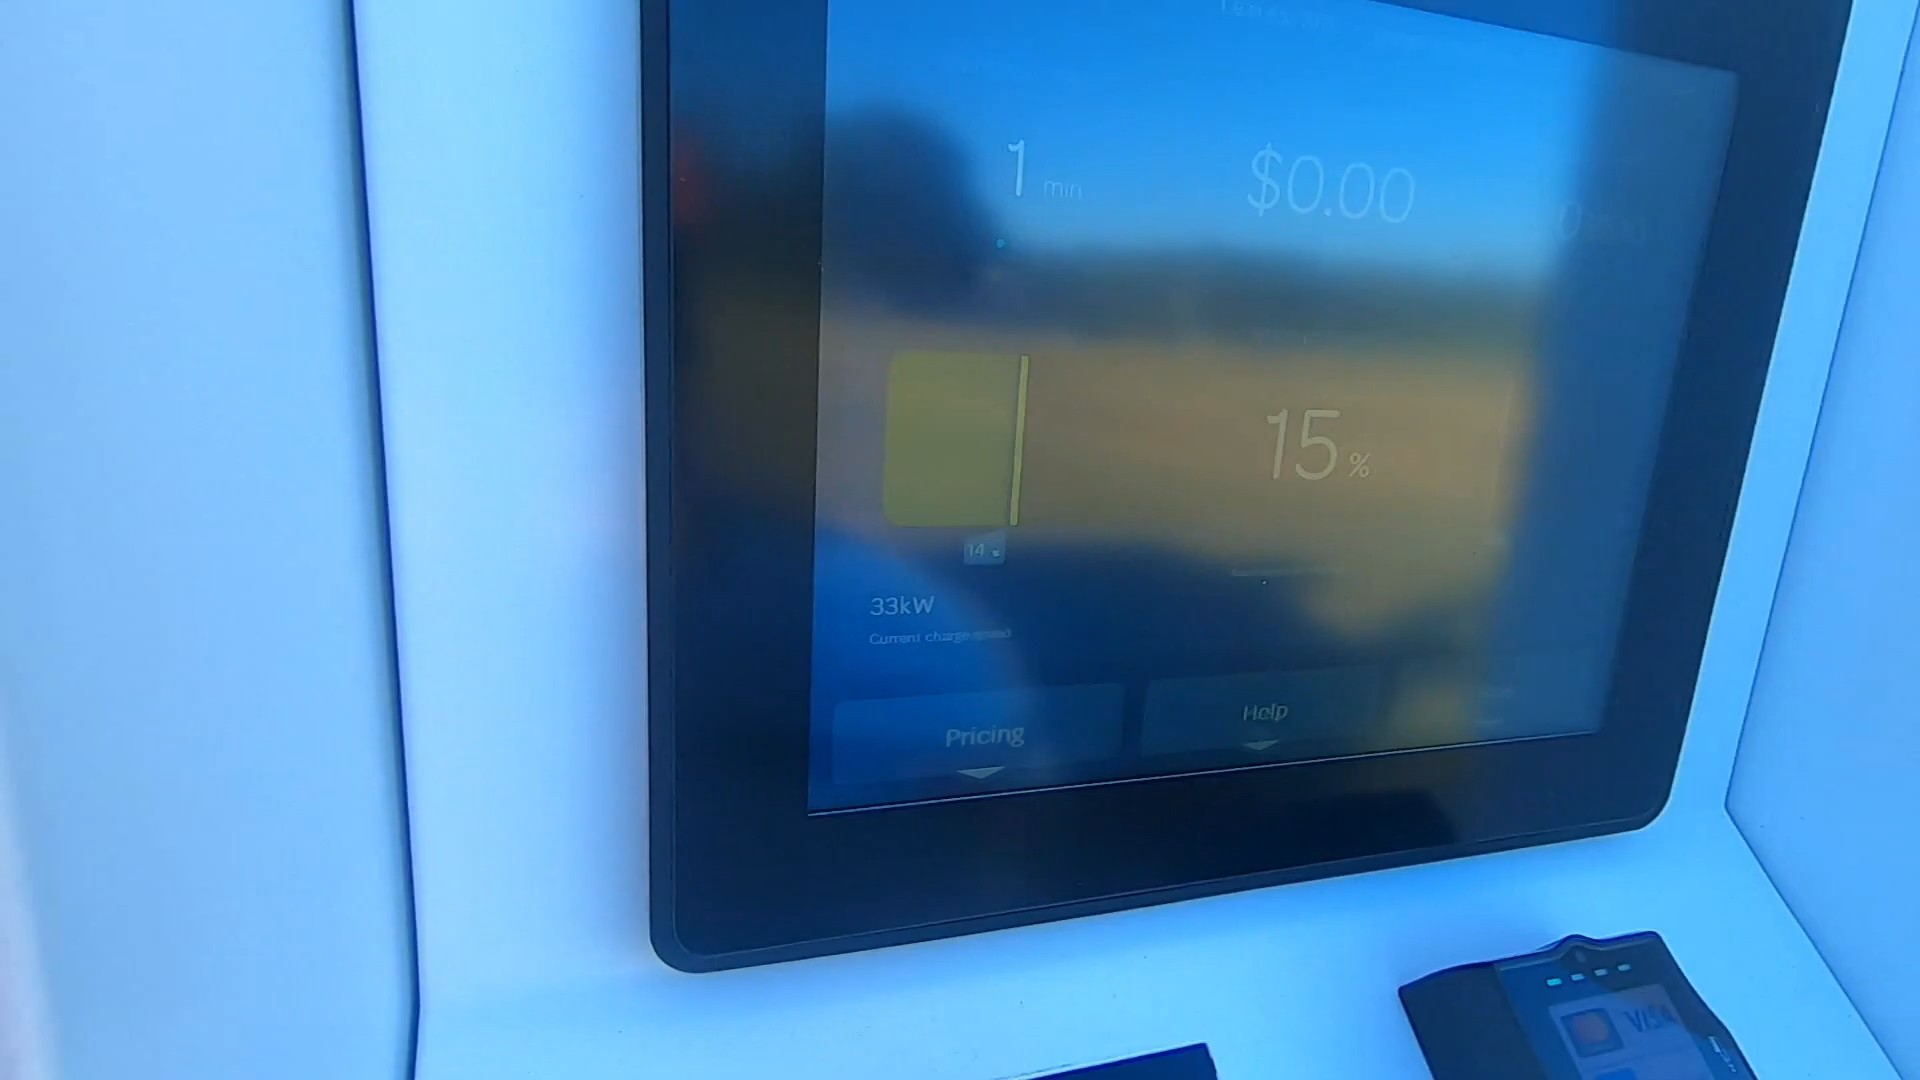 1 min
$0.00
15 %
14
33kW
Current charge speed
Pricing
Help
VISA